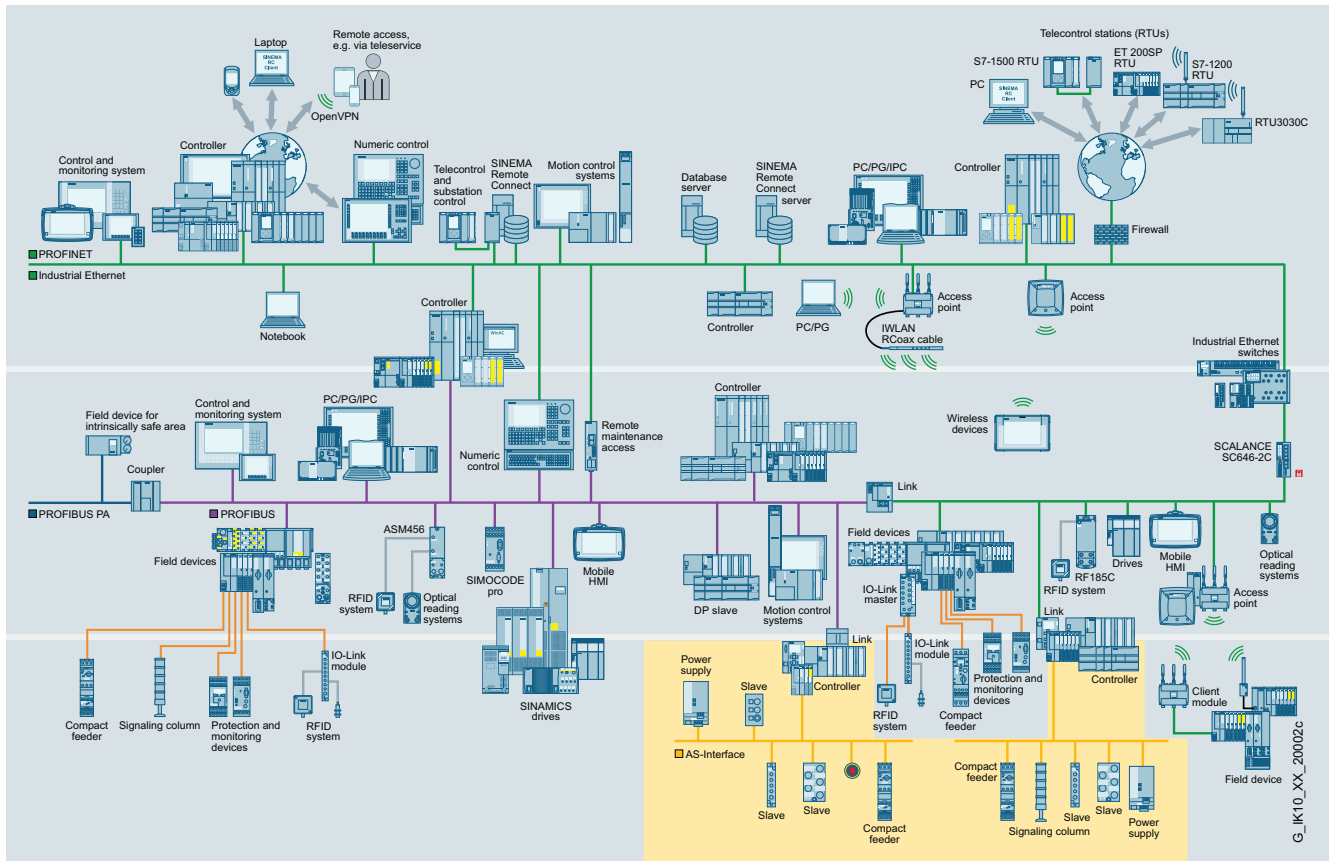 Laptop
SINEMA
RC
Client
Remote access,
e.g. via teleservice
OpenVPN
Controller
Control and
monitoring system
Numeric control
Telecontrol
and
substation
control
SINEMA
Remote
Connect
Motion control
systems
Database
server
SINEMA
Remote
Connect
server
PC/PG/IPC
Controller
Telecontrol stations (RTUs)
S7-1500 RTU
ET 200SP
RTU
S7-1200
RTU
PC
SINEMA
RC
Client
RTU3030C
Firewall
PROFINET
Industrial Ethernet
Notebook
Controller
WinAC
Controller
PC/PG
Access
point
IWLAN
RCoax cable
Access
point
Industrial Ethernet
switches
Field device for
intrinsically safe area
Control and
monitoring system
PC/PG/IPC
Numeric
control
Remote
maintenance
access
Controller
Wireless
devices
SCALANCE
SC646-2C
Coupler
Link
PROFIBUS PA
PROFIBUS
Field devices
ASM456
RFID
system
Optical
reading
systems
SIMOCODE
pro
Mobile
HMI
SINAMICS
drives
DP slave
Motion control
systems
Field devices
IO-Link
master
RFID
system
RF185C
Drives
Mobile
HMI
Optical
reading
systems
Access
point
Compact
feeder
Signaling column
Protection and
monitoring
devices
IO-Link
module
RFID
system
Power
supply
Slave
Link
Controller
RFID
system
IO-Link
module
Compact
feeder
Protection and
monitoring
devices
Link
Controller
Client
module
Field device
AS-Interface
Slave
Slave
Compact
feeder
Compact
feeder
Signaling column
Slave
Slave
Power
supply
G_IK10_XX_20002c